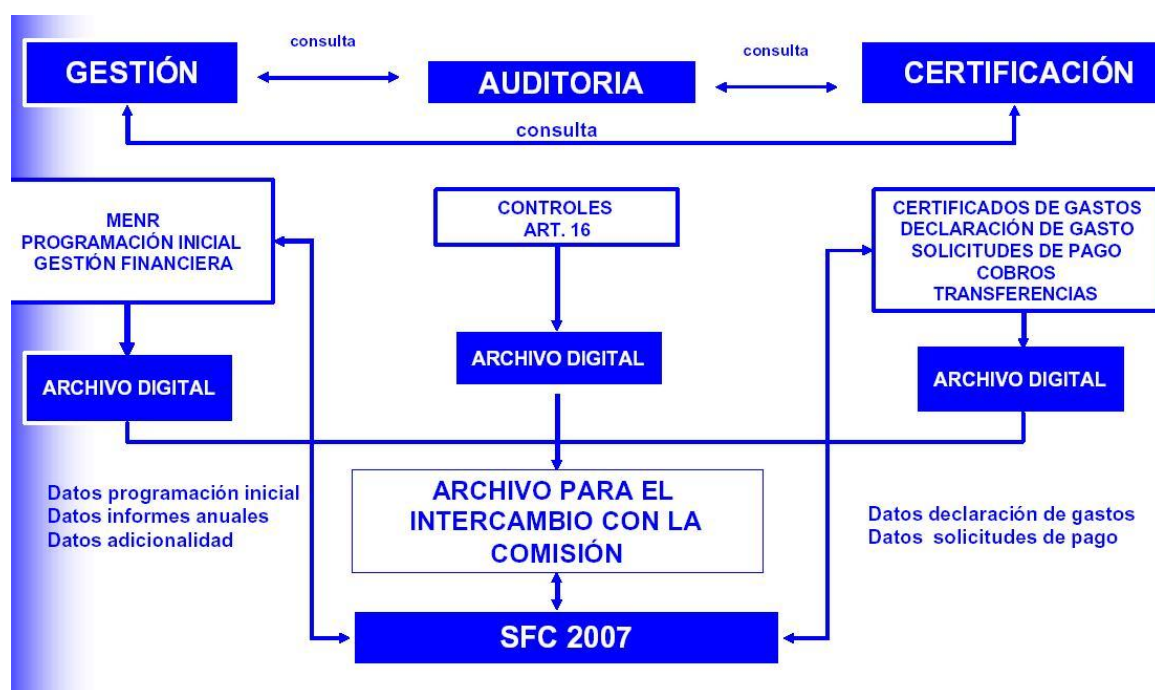 consulta
consulta
GESTIÓN
AUDITORIA
CERTIFICACIÓN
consulta
MENR
PROGRAMACIÓN INICIAL
GESTIÓN FINANCIERA
CONTROLES
ART. 16
CERTIFICADOS DE GASTOS
DECLARACIÓN DE GASTO
SOLICITUDES DE PAGO
COBROS
TRANSFERENCIAS
ARCHIVO DIGITAL
ARCHIVO DIGITAL
ARCHIVO DIGITAL
Datos programación inicial
Datos informes anuales
Datos adicionalidad
ARCHIVO PARA EL
INTERCAMBIO CON LA
COMISIÓN
Datos declaración de gastos
Datos solicitudes de pago
SFC 2007